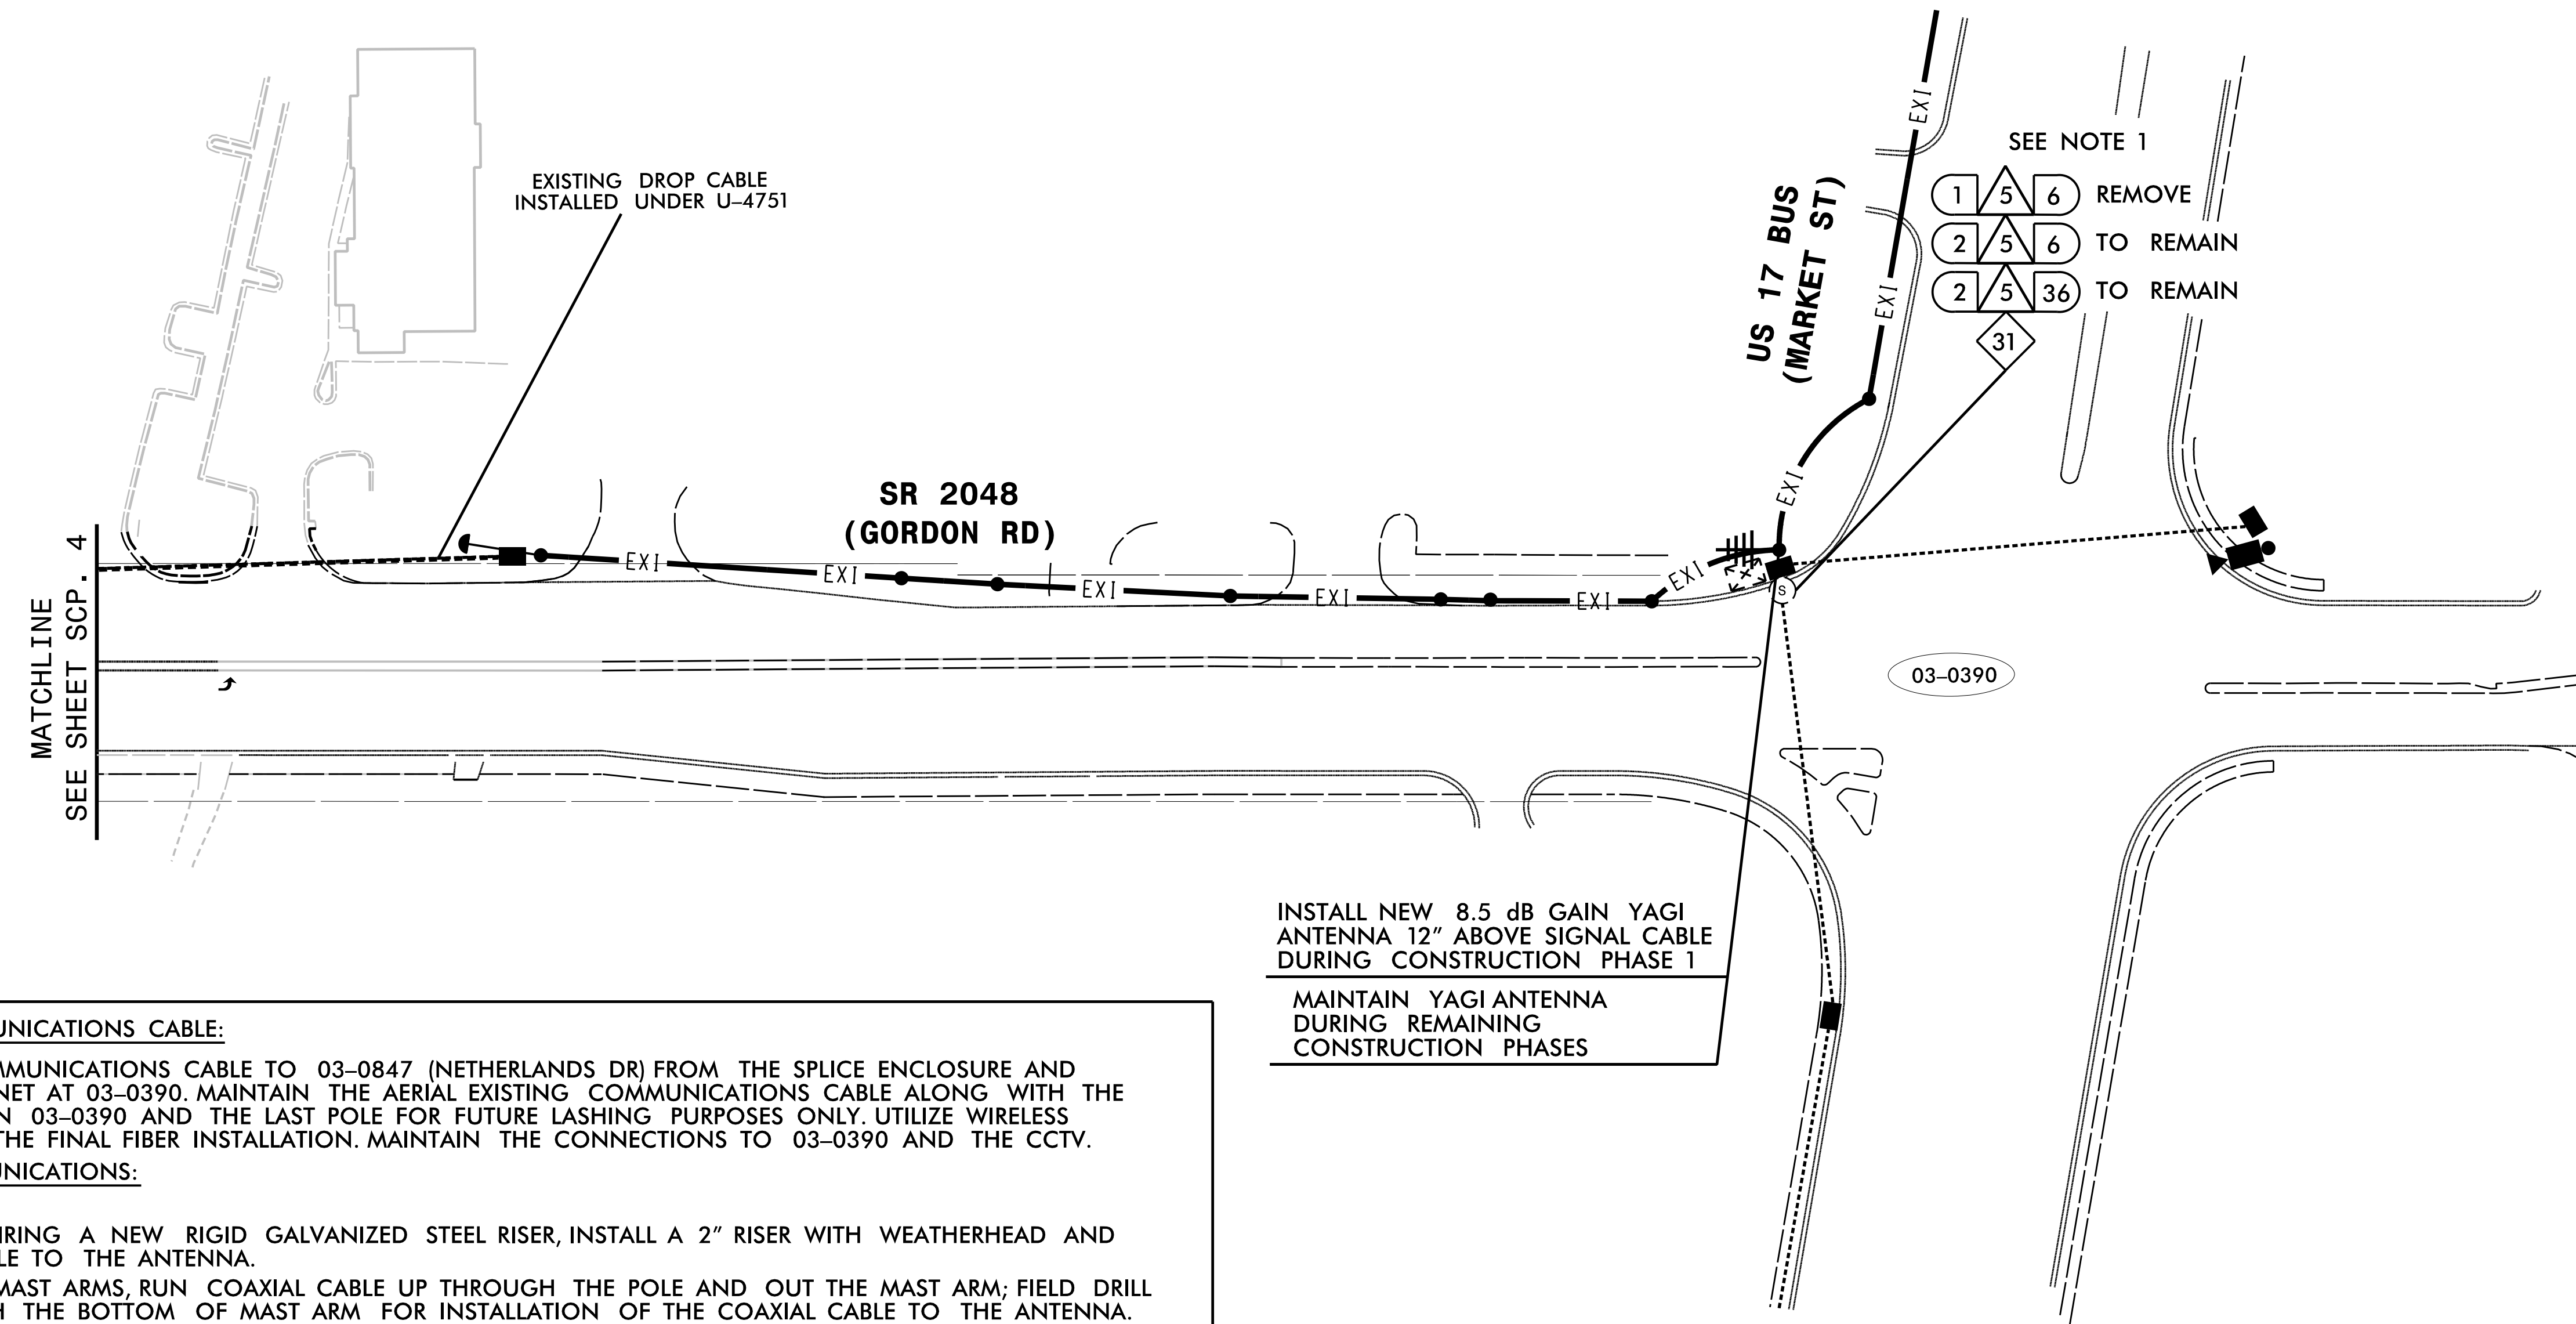 SEE NOTE 1
1 5 6 REMOVE
2 5 6 TO REMAIN
2 5 36 TO REMAIN
31
EXISTING DROP CABLE
INSTALLED UNDER U–4751
US 17 BUS
(MARKET ST)
EXI
EXI
EXI
SR 2048
(GORDON RD)
EXI
EXI
EXI
EXI
EXI
EXI
S
MATCHLINE
SEE SHEET SCP. 4
03–0390
INSTALL NEW 8.5 dB GAIN YAGI
ANTENNA 12" ABOVE SIGNAL CABLE
DURING CONSTRUCTION PHASE 1
MAINTAIN YAGI ANTENNA
DURING REMAINING
CONSTRUCTION PHASES
UNICATIONS CABLE:
MMUNICATIONS CABLE TO 03–0847 (NETHERLANDS DR) FROM THE SPLICE ENCLOSURE AND
NET AT 03–0390. MAINTAIN THE AERIAL EXISTING COMMUNICATIONS CABLE ALONG WITH THE
N 03–0390 AND THE LAST POLE FOR FUTURE LASHING PURPOSES ONLY. UTILIZE WIRELESS
THE FINAL FIBER INSTALLATION. MAINTAIN THE CONNECTIONS TO 03–0390 AND THE CCTV.
UNICATIONS:
IRING A NEW RIGID GALVANIZED STEEL RISER, INSTALL A 2" RISER WITH WEATHERHEAD AND
LE TO THE ANTENNA.
MAST ARMS, RUN COAXIAL CABLE UP THROUGH THE POLE AND OUT THE MAST ARM; FIELD DRILL
H THE BOTTOM OF MAST ARM FOR INSTALLATION OF THE COAXIAL CABLE TO THE ANTENNA.